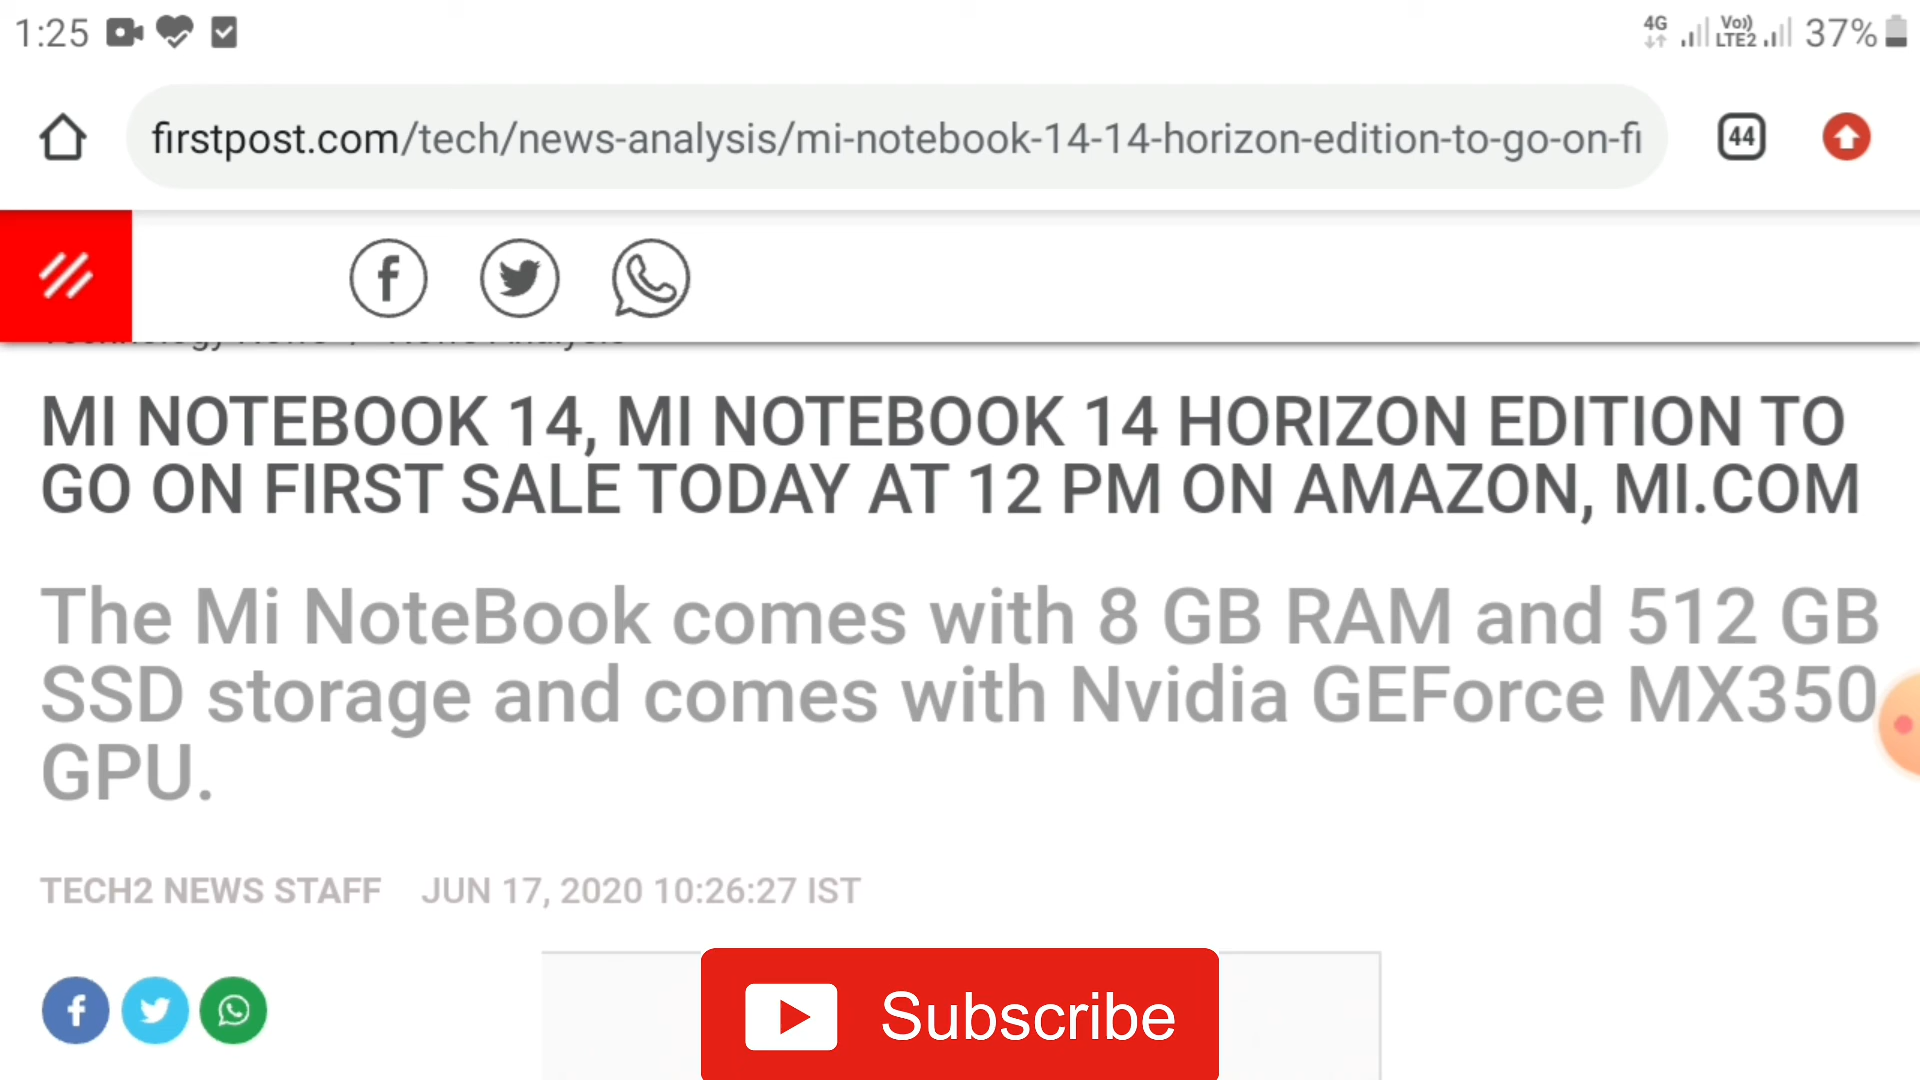 1:25
4G Vo)) LTE2 37%
firstpost.com/tech/news-analysis/mi-notebook-14-14-horizon-edition-to-go-on-fi
44
MI NOTEBOOK 14, MI NOTEBOOK 14 HORIZON EDITION TO
GO ON FIRST SALE TODAY AT 12 PM ON AMAZON, MI.COM
The Mi NoteBook comes with 8 GB RAM and 512 GB
SSD storage and comes with Nvidia GEForce MX350
GPU.
TECH2 NEWS STAFF JUN 17, 2020 10:26:27 IST
Subscribe